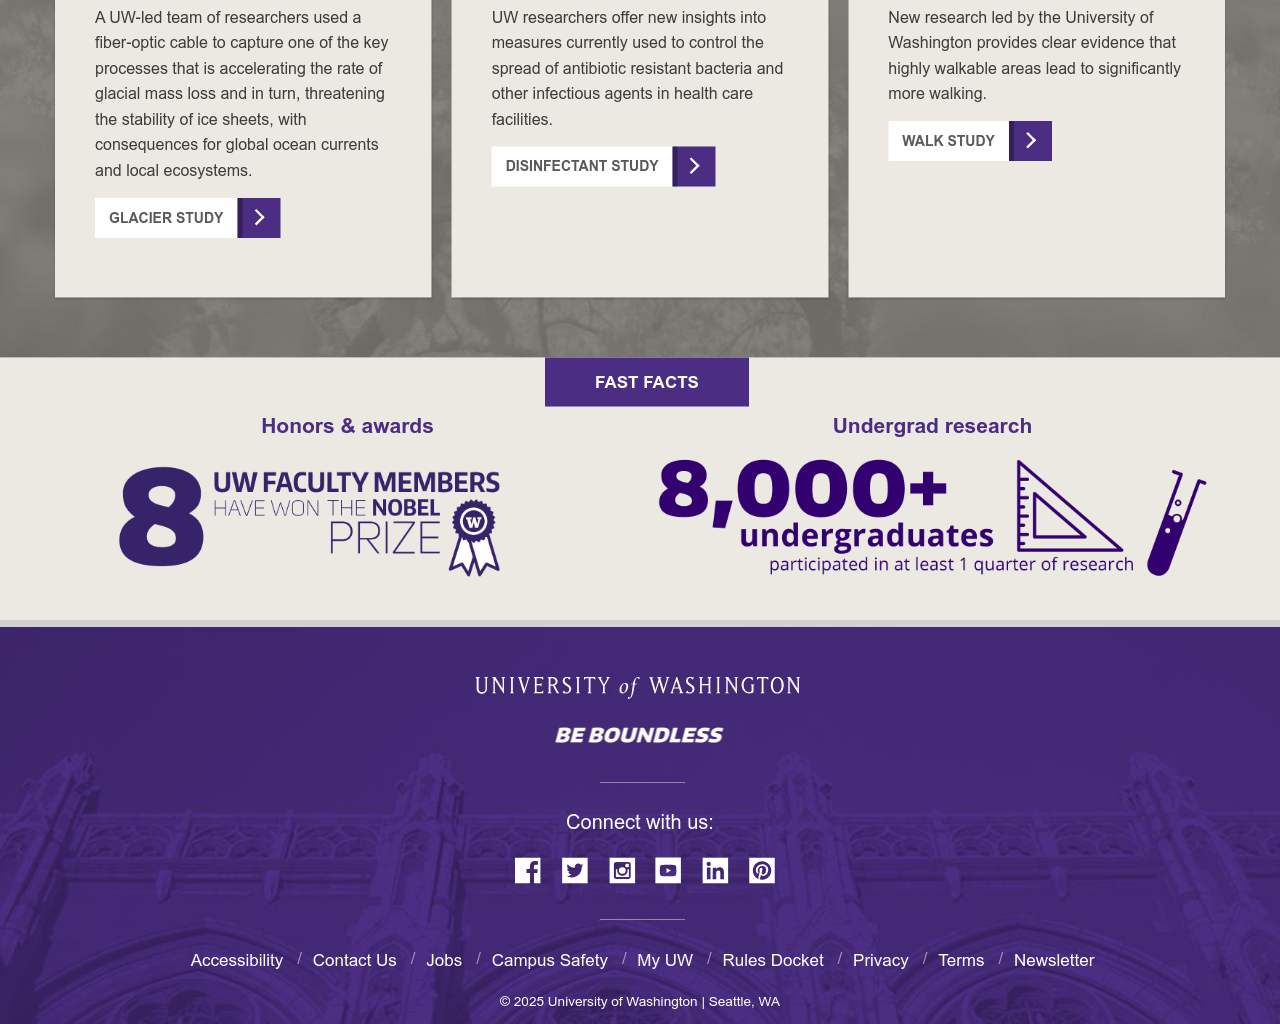 A UW-led team of researchers used a
fiber-optic cable to capture one of the key
processes that is accelerating the rate of
glacial mass loss and in turn, threatening
the stability of ice sheets, with
consequences for global ocean currents
and local ecosystems.
GLACIER STUDY
UW researchers offer new insights into
measures currently used to control the
spread of antibiotic resistant bacteria and
other infectious agents in health care
facilities.
DISINFECTANT STUDY
New research led by the University of
Washington provides clear evidence that
highly walkable areas lead to significantly
more walking.
WALK STUDY
FAST FACTS
Honors & awards
8 UW FACULTY MEMBERS
HAVE WON THE NOBEL
PRIZE
W
Undergrad research
8,000+
undergraduates
participated in at least 1 quarter of research
UNIVERSITY of WASHINGTON
BE BOUNDLESS
Connect with us:
Accessibility / Contact Us / Jobs / Campus Safety / My UW / Rules Docket / Privacy / Terms / Newsletter
© 2025 University of Washington | Seattle, WA